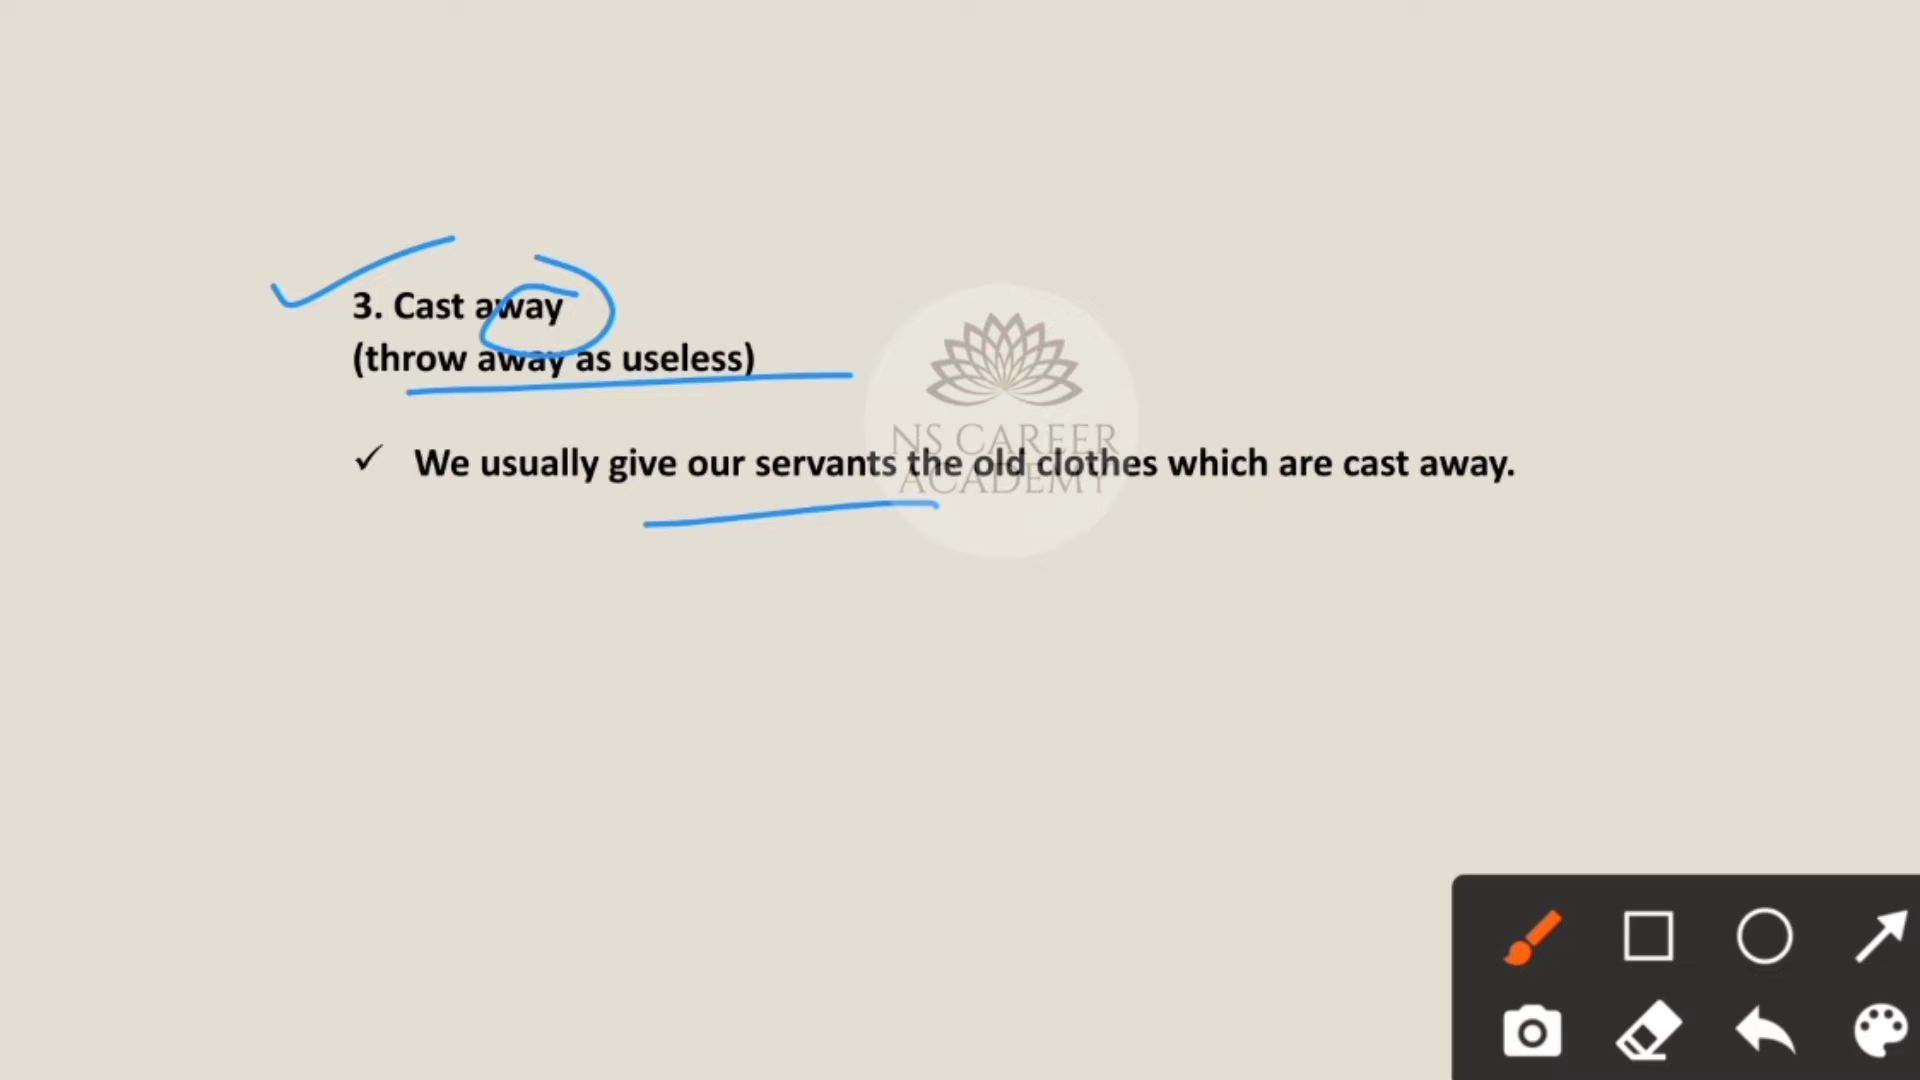 3. Cast away
(throw away as useless)
✓ We usually give our servants the old clothes which are cast away.
NS CAREER
ACADEMY